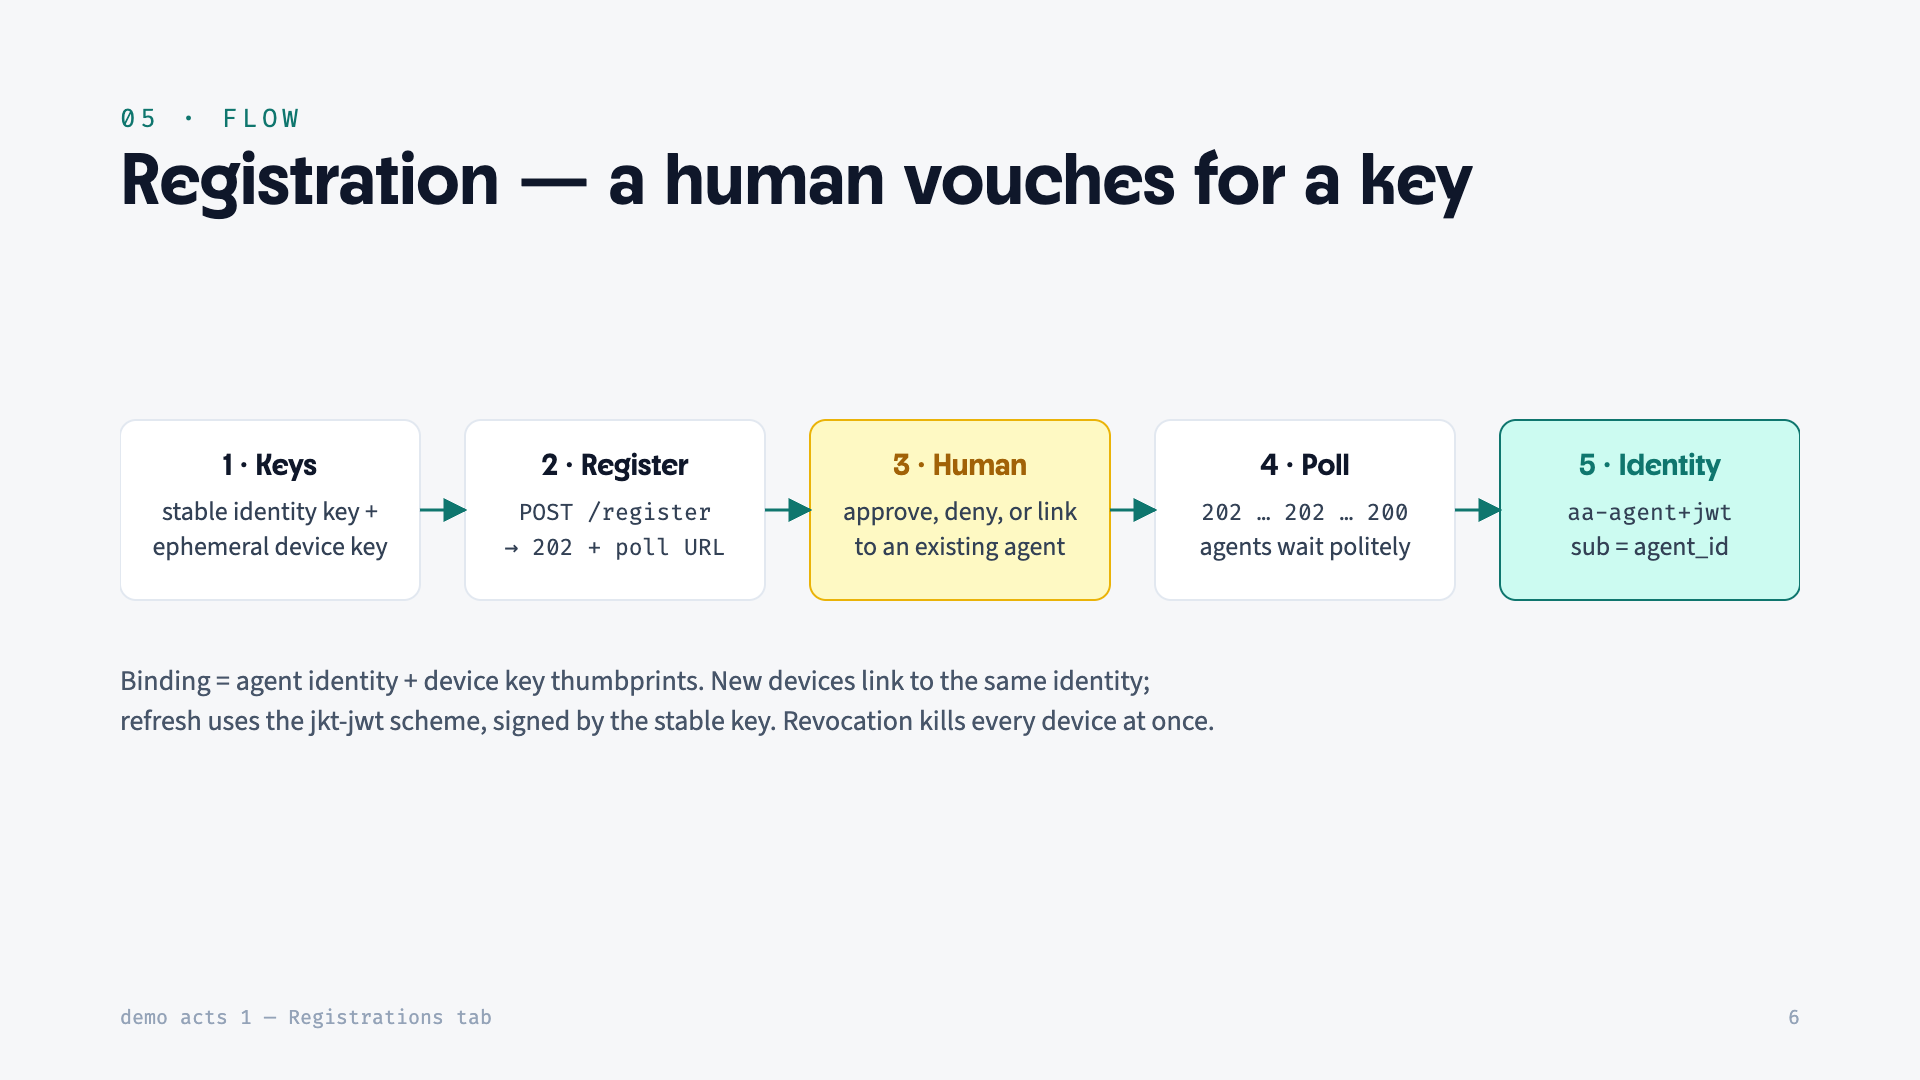 05 · FLOW
Registration — a human vouches for a key
1 · Keys
stable identity key +
ephemeral device key
2 · Register
POST /register
→ 202 + poll URL
3 · Human
approve, deny, or link
to an existing agent
4 · Poll
202 … 202 … 200
agents wait politely
5 · Identity
aa-agent+jwt
sub = agent_id
Binding = agent identity + device key thumbprints. New devices link to the same identity;
refresh uses the jkt-jwt scheme, signed by the stable key. Revocation kills every device at once.
demo acts 1 — Registrations tab
6